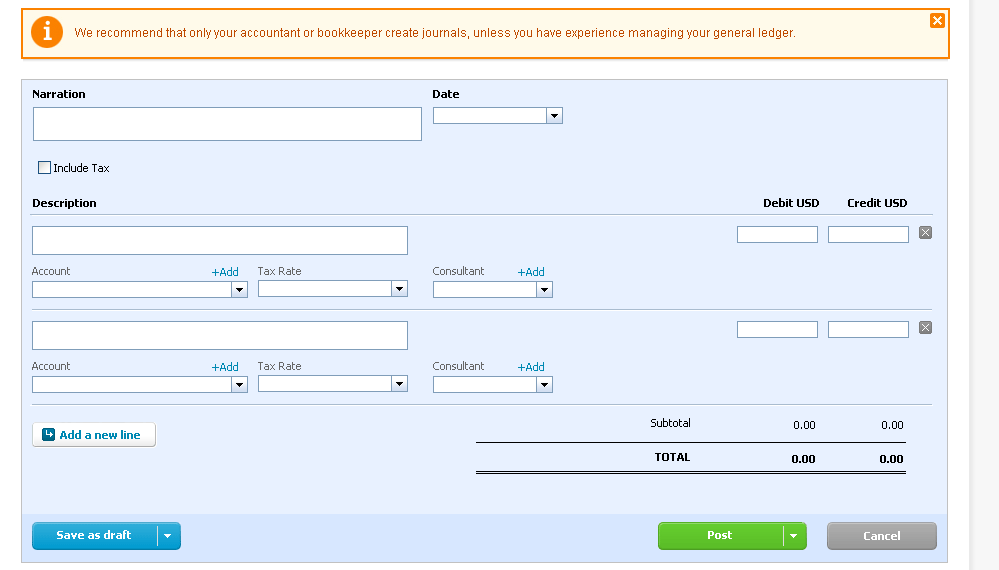 We recommend that only your accountant or bookkeeper create journals, unless you have experience managing your general ledger.
Narration Date
Include Tax
Description Debit USD Credit USD
Account +Add Tax Rate Consultant +Add
Account +Add Tax Rate Consultant +Add
Subtotal 0.00 0.00
Add a new line
TOTAL 0.00 0.00
Save as draft Post Cancel